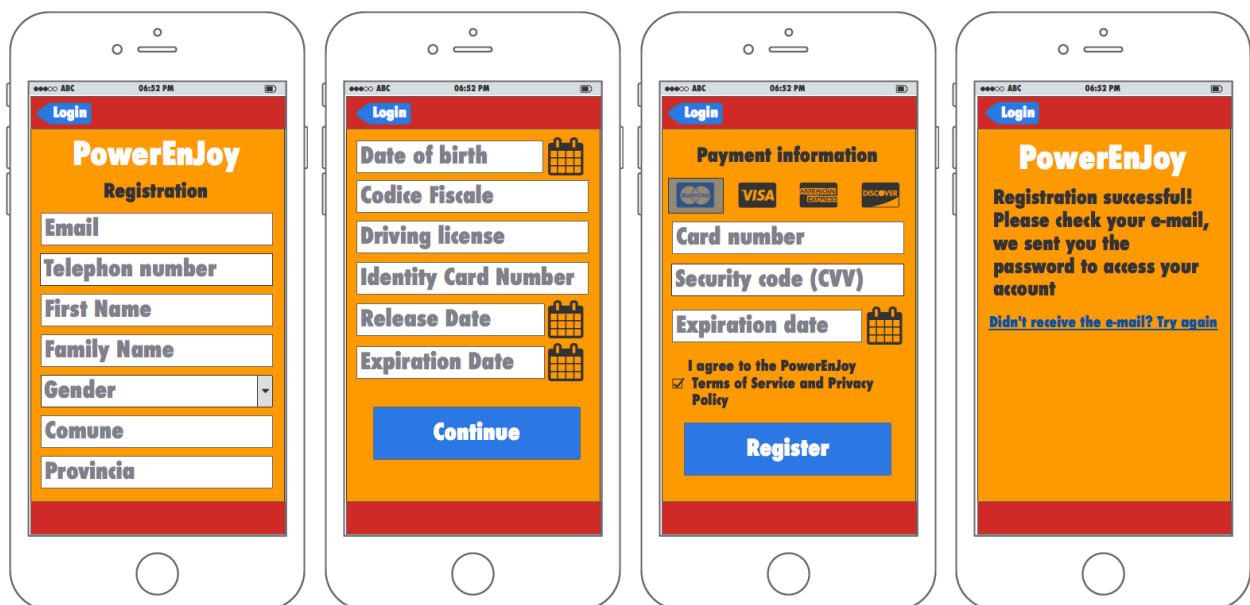 ABC 06:52 PM
Login
PowerEnJoy
Registration
Email
Telephon number
First Name
Family Name
Gender
Comune
Provincia
ABC 06:52 PM
Login
Date of birth
Codice Fiscale
Driving license
Identity Card Number
Release Date
Expiration Date
Continue
ABC 06:52 PM
Login
Payment information
VISA
AMERICAN
EXPRESS
DISCOVER
Card number
Security code (CVV)
Expiration date
I agree to the PowerEnJoy
Terms of Service and Privacy
Policy
Register
ABC 06:52 PM
Login
PowerEnJoy
Registration successful!
Please check your e-mail,
we sent you the
password to access your
account
Didn't receive the e-mail? Try again